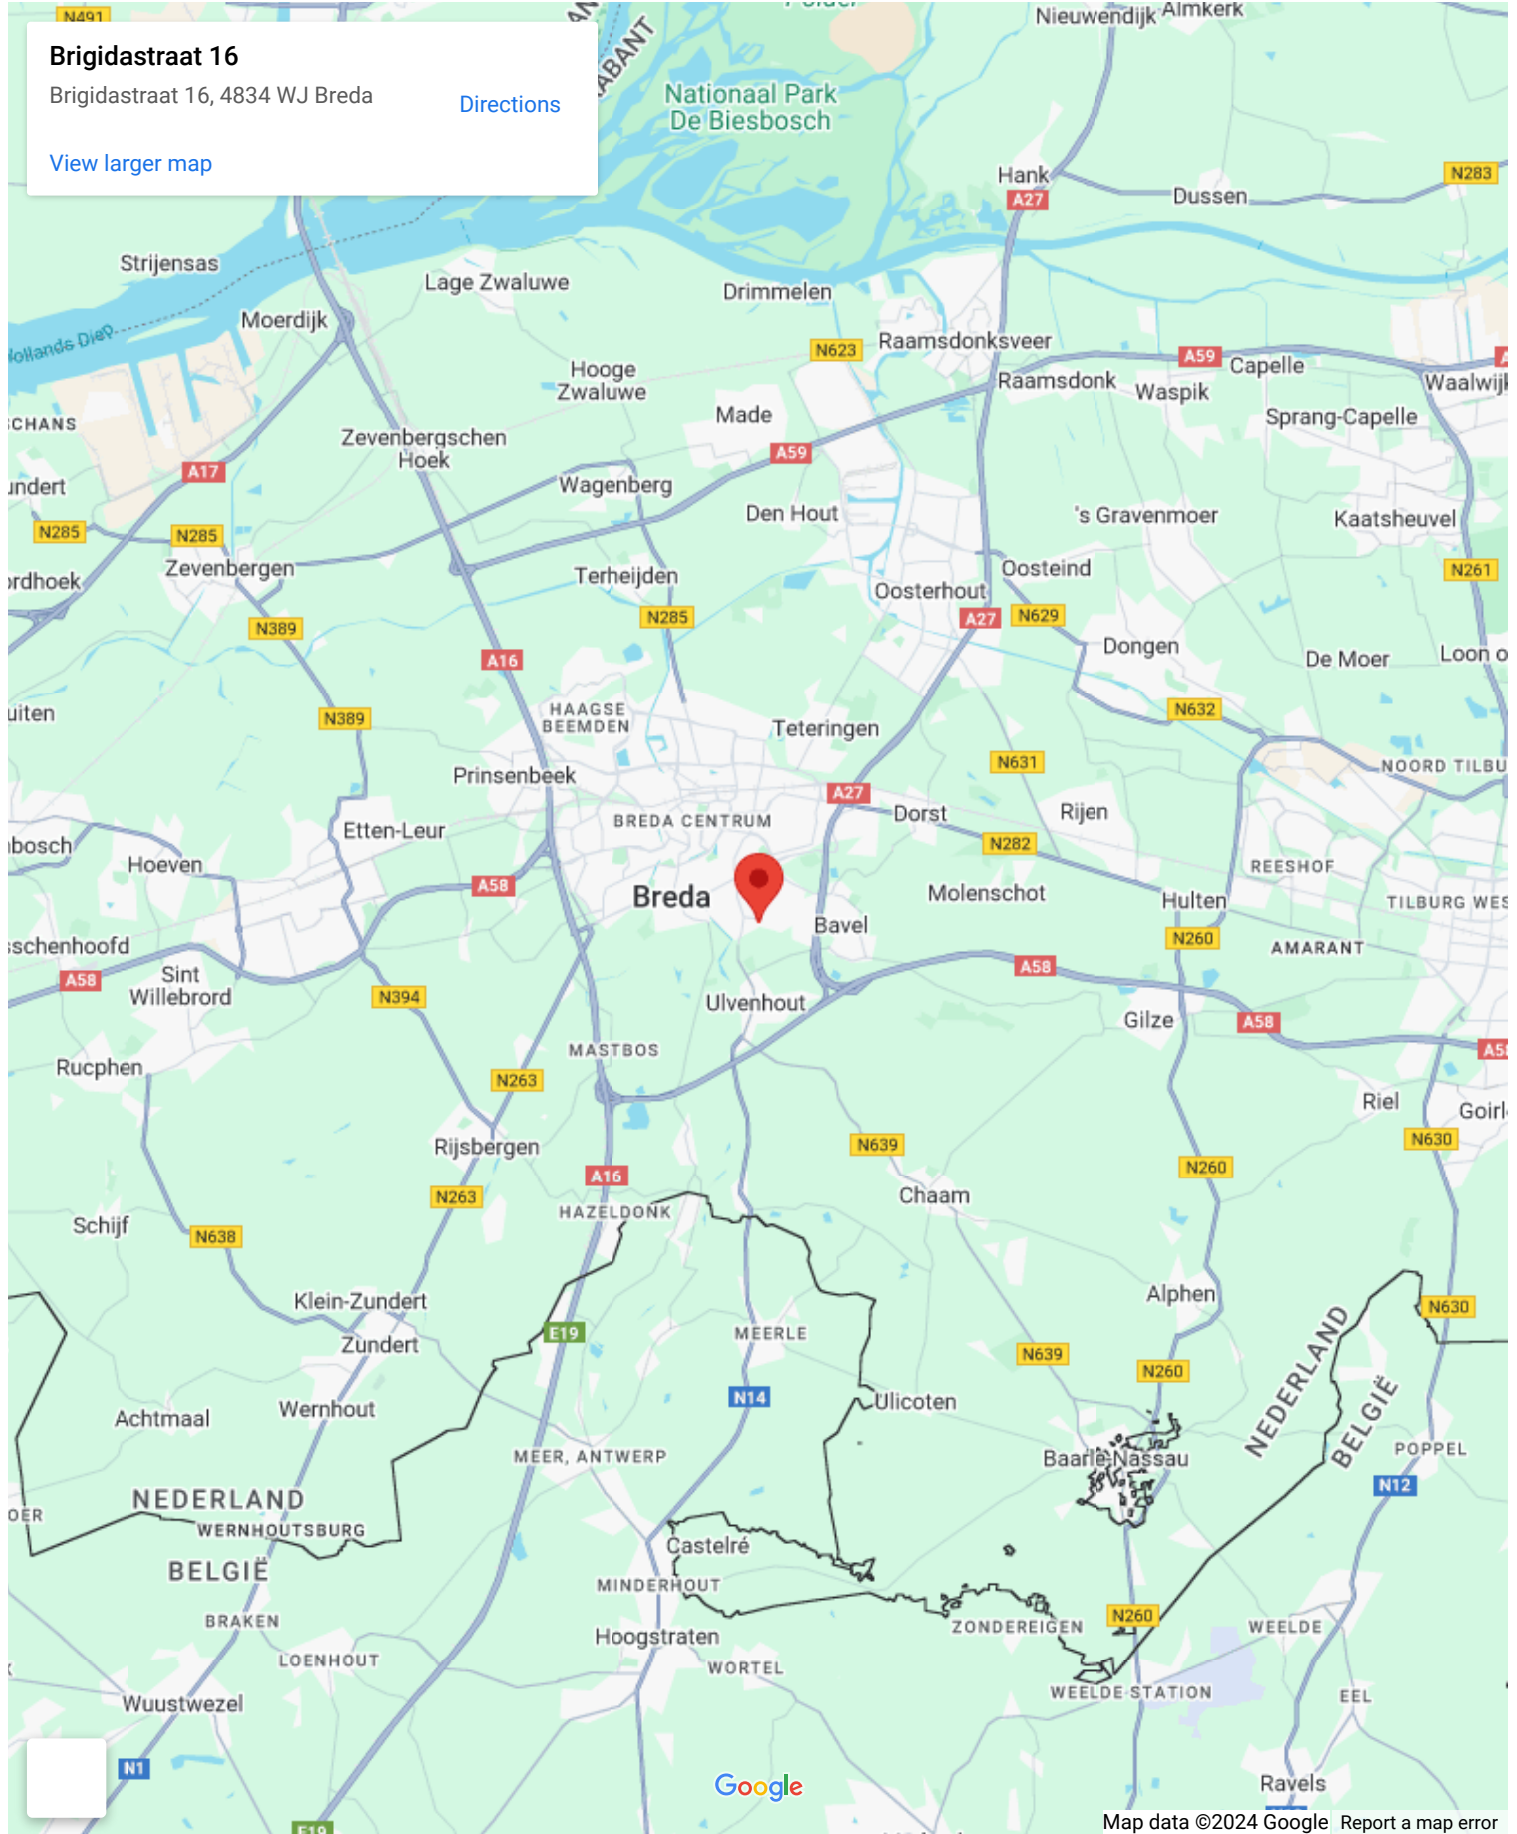 Brigidastraat 16
Brigidastraat 16, 4834 WJ Breda
Directions
View larger map
N491
Nieuwendijk
Almkerk
Nationaal Park
De Biesbosch
Hank
A27
Dussen
N283
Strijensas
Lage Zwaluwe
Drimmelen
Moerdijk
N623
Raamsdonksveer
A59
Capelle
Hooge
Zwaluwe
Raamsdonk
Waspik
Waalwijk
Made
Sprang-Capelle
Zevenbergschen
Hoek
A59
A17
Wagenberg
Den Hout
's Gravenmoer
Kaatsheuvel
N285
N285
Zevenbergen
Terheijden
Oosteind
N261
Oosterhout
N285
A27
N629
N389
Dongen
De Moer
Loon o
A16
HAAGSE
BEEMDEN
N389
N632
Teteringen
N631
NOORD TILBU
Prinsenbeek
A27
Dorst
Rijen
BREDA CENTRUM
Etten-Leur
N282
Hoeven
REESHOF
A58
Breda
Molenschot
Hulten
TILBURG WES
Bavel
N260
AMARANT
sschenhoofd
A58
Sint
Willebrord
A58
N394
Ulvenhout
Gilze
A58
MASTBOS
Rucphen
N263
Riel
Goirl
N639
N630
Rijsbergen
A16
N260
N263
Chaam
HAZELDONK
Schijf
N638
Klein-Zundert
Alphen
N630
E19
MEERLE
Zundert
N639
N260
NEDERLAND
BELGIË
N14
Ulicoten
Wernhout
Achtmaal
MEER, ANTWERP
Baarle-Nassau
POPPEL
N12
NEDERLAND
WERNHOUTSBURG
BELGIË
Castelré
MINDERHOUT
BRAKEN
N260
ZONDEREIGEN
WEELDE
Hoogstraten
LOENHOUT
WORTEL
WEELDE-STATION
EEL
Wuustwezel
N1
Google
Ravels
E19
Map data ©2024 Google
Report a map error